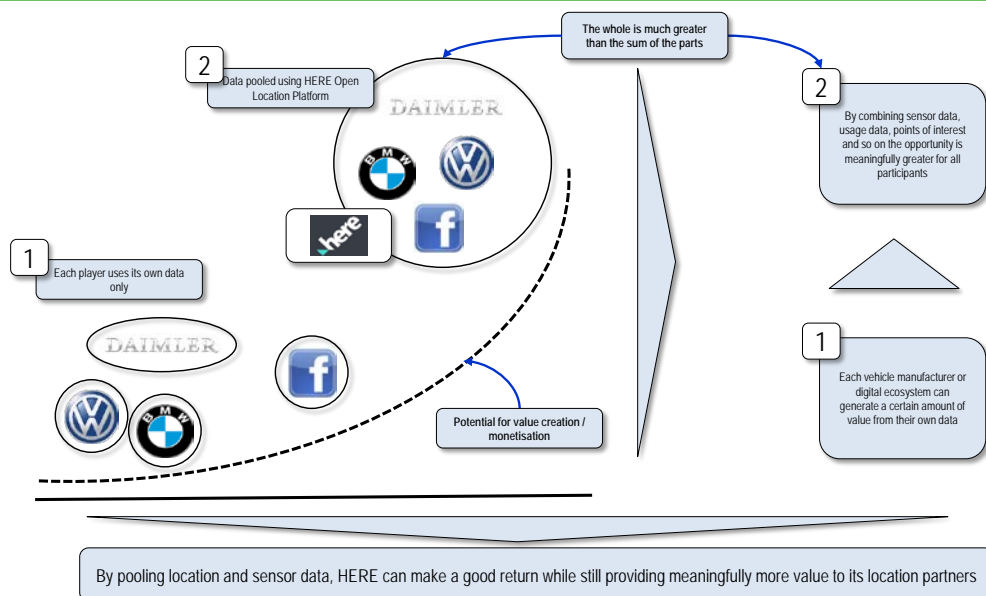 The whole is much greater
than the sum of the parts
2
Data pooled using HERE Open
Location Platform
DAIMLER
BMW
here
f
2
By combining sensor data,
usage data, points of interest
and so on the opportunity is
meaningfully greater for all
participants
1
Each player uses its own data
only
DAIMLER
f
BMW
Potential for value creation /
monetisation
1
Each vehicle manufacturer or
digital ecosystem can
generate a certain amount of
value from their own data
By pooling location and sensor data, HERE can make a good return while still providing meaningfully more value to its location partners